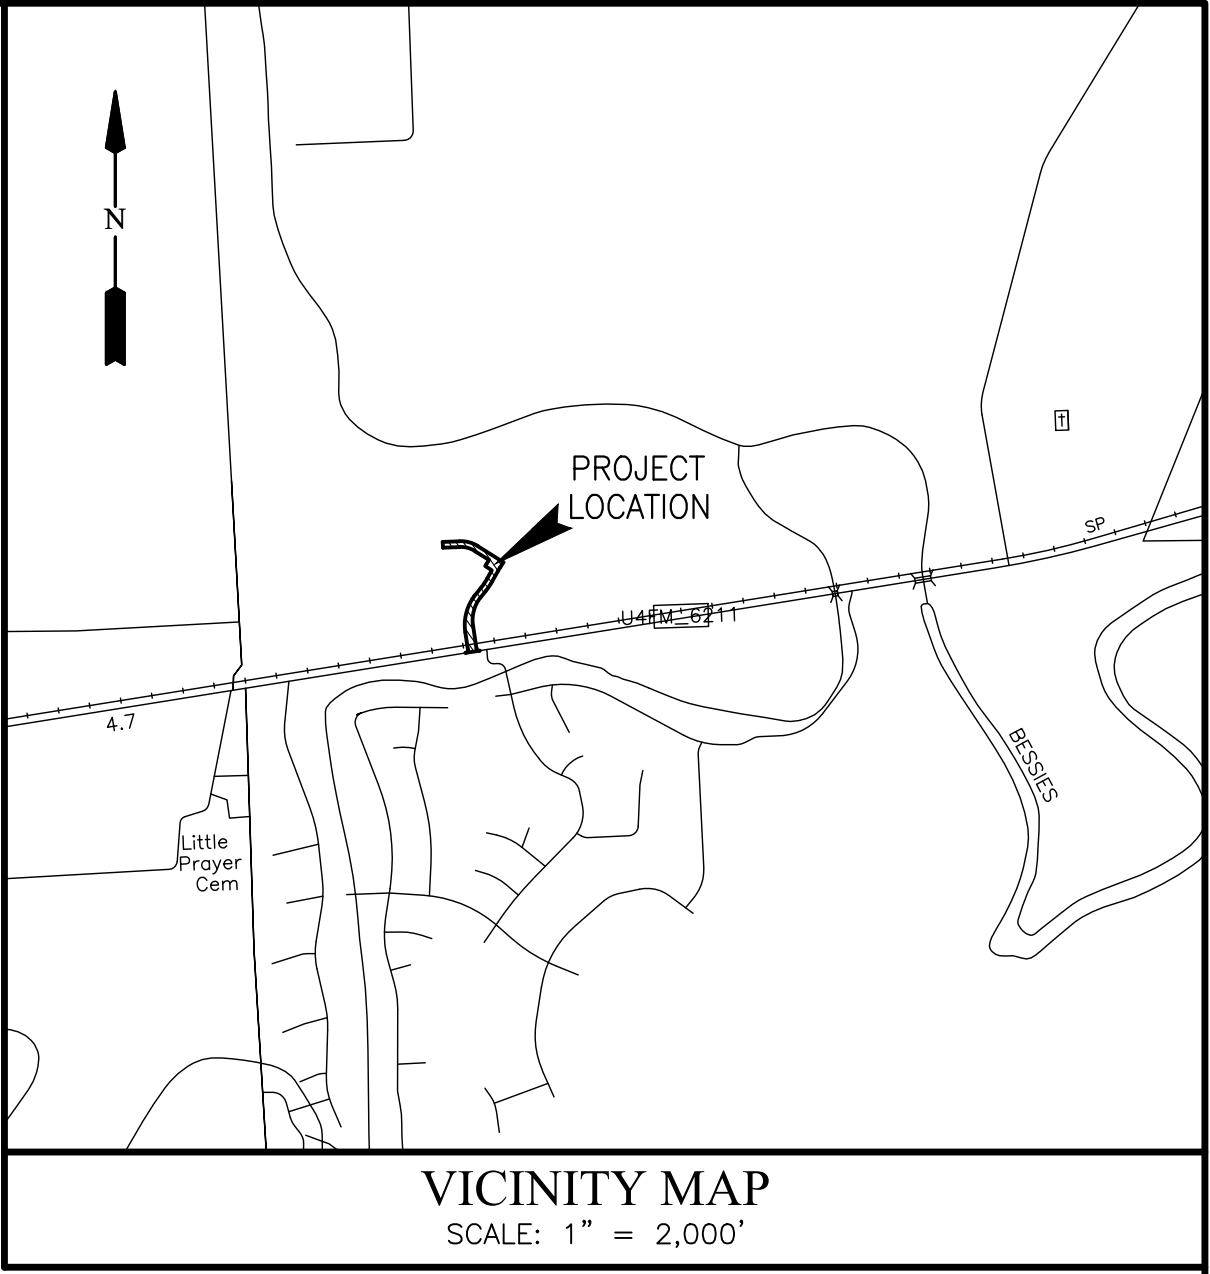 N
PROJECT
LOCATION
SP
U4FM_6211
4.7
BESSIES
Little
Prayer
Cem
VICINITY MAP
SCALE: 1" = 2,000'